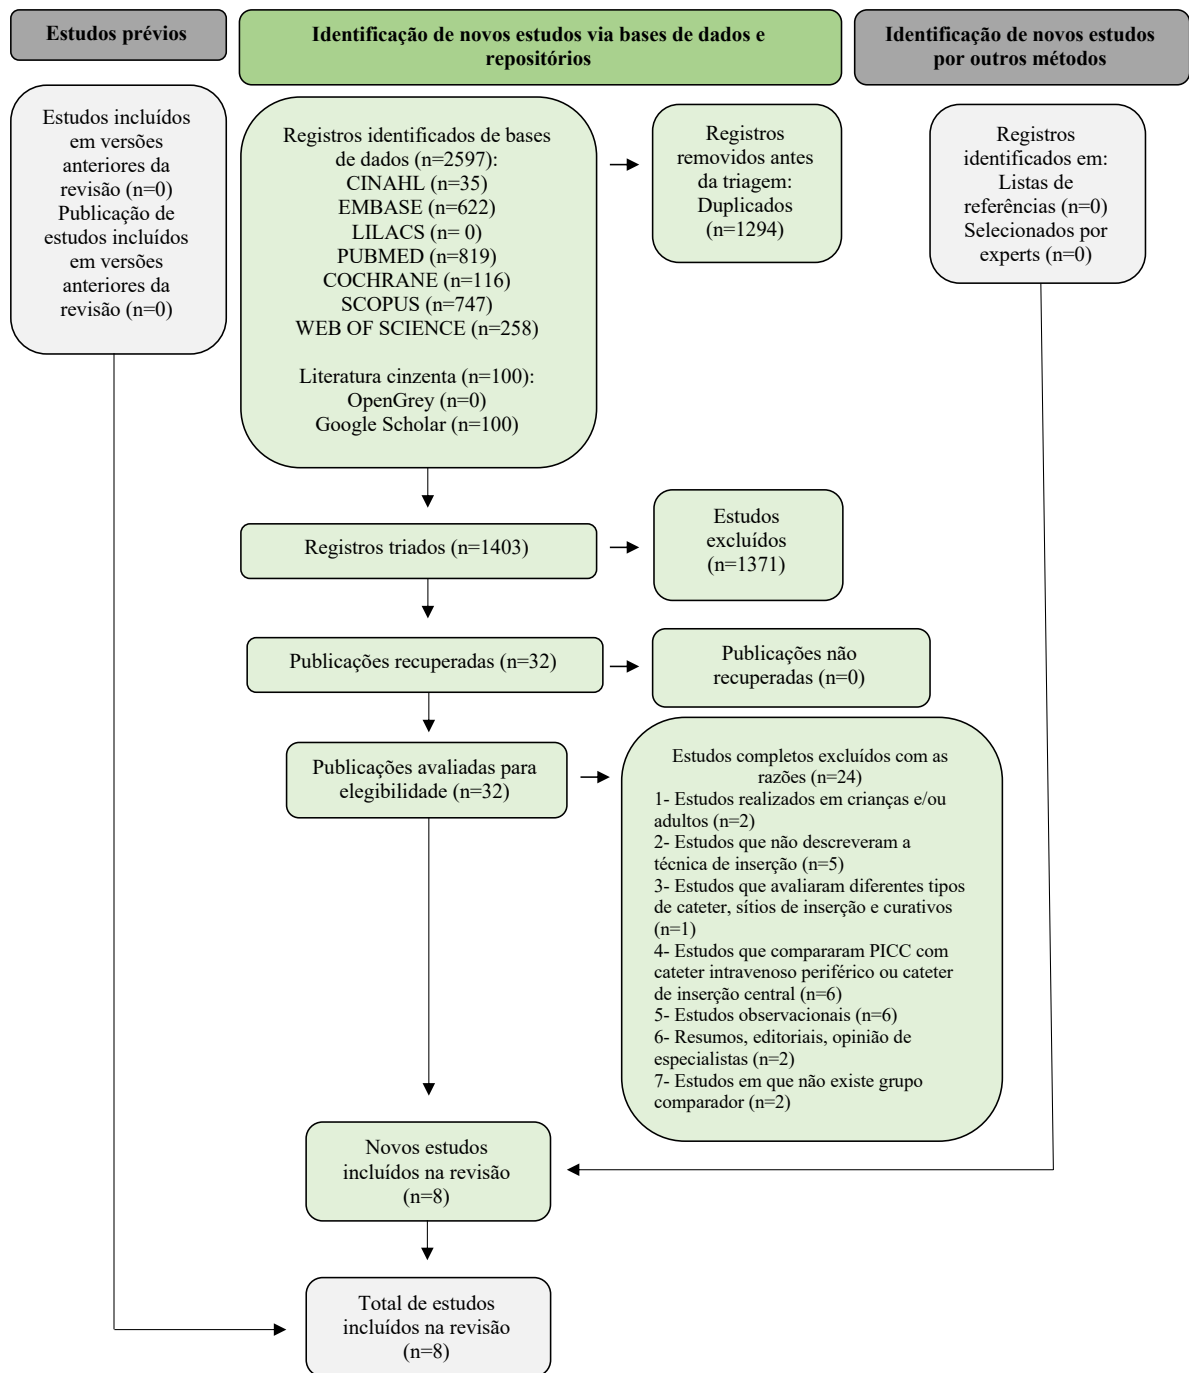 Estudos prévios
Identificação de novos estudos via bases de dados e
repositórios
Identificação de novos estudos
por outros métodos
Estudos incluídos
em versões
anteriores da
revisão (n=0)
Publicação de
estudos incluídos
em versões
anteriores da
revisão (n=0)
Registros identificados de bases
de dados (n=2597):
CINAHL (n=35)
EMBASE (n=622)
LILACS (n= 0)
PUBMED (n=819)
COCHRANE (n=116)
SCOPUS (n=747)
WEB OF SCIENCE (n=258)
Literatura cinzenta (n=100):
OpenGrey (n=0)
Google Scholar (n=100)
Registros
removidos antes
da triagem:
Duplicados
(n=1294)
Registros
identificados em:
Listas de
referências (n=0)
Selecionados por
experts (n=0)
Registros triados (n=1403)
Estudos
excluídos
(n=1371)
Publicações recuperadas (n=32)
Publicações não
recuperadas (n=0)
Publicações avaliadas para
elegibilidade (n=32)
Estudos completos excluídos com as
razões (n=24)
1- Estudos realizados em crianças e/ou
adultos (n=2)
2- Estudos que não descreveram a
técnica de inserção (n=5)
3- Estudos que avaliaram diferentes tipos
de cateter, sítios de inserção e curativos
(n=1)
4- Estudos que compararam PICC com
cateter intravenoso periférico ou cateter
de inserção central (n=6)
5- Estudos observacionais (n=6)
6- Resumos, editoriais, opinião de
especialistas (n=2)
7- Estudos em que não existe grupo
comparador (n=2)
Novos estudos
incluídos na revisão
(n=8)
Total de estudos
incluídos na revisão
(n=8)